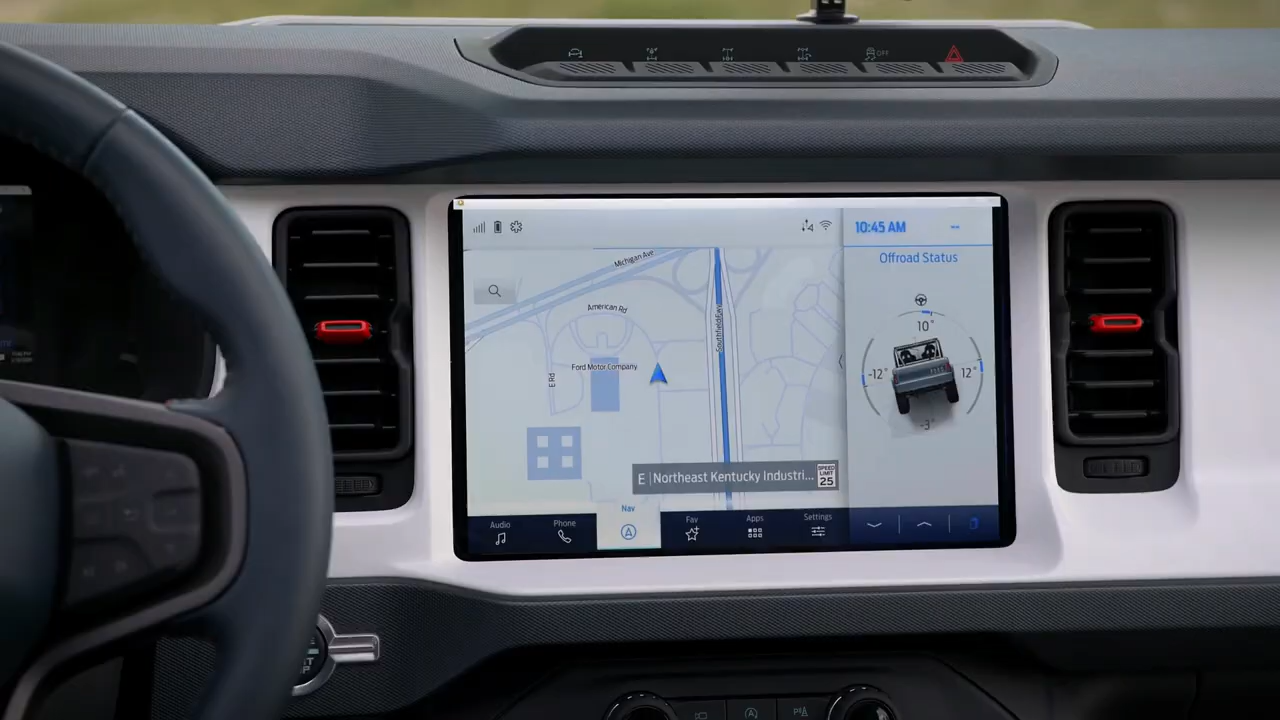 OFF
10:45 AM
Offroad Status
Michigan Ave
American Rd
Southfield Fwy
10°
Ford Motor Company
-12°
12°
E Rd
-3°
E | Northeast Kentucky Industri...
SPEED
LIMIT
25
Nav
Audio
Phone
Fav
Apps
Settings